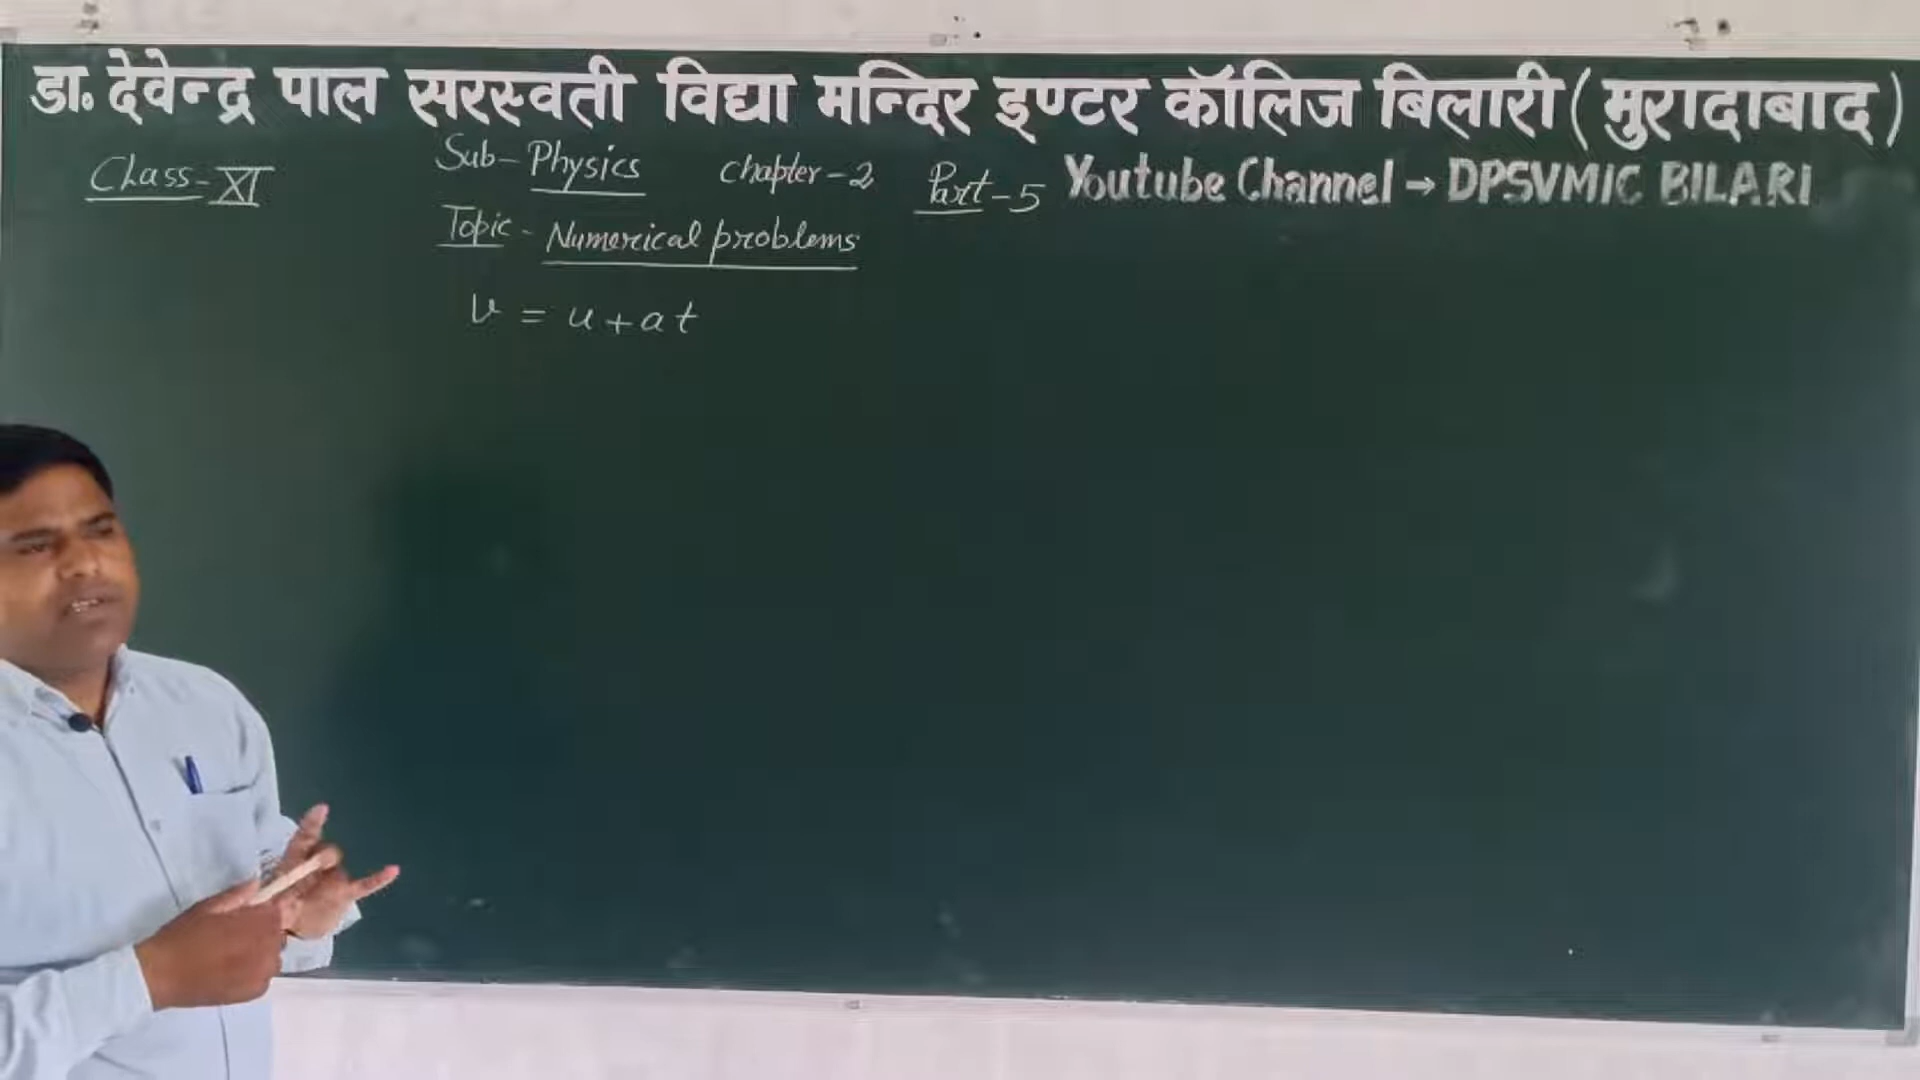 डा. देवेन्द्र पाल सरस्वती विद्या मन्दिर इण्टर कॉलिज बिलारी (मुरादाबाद)
Class-XI Sub-Physics Chapter-2 Part-5 Youtube Channel → DPSVMIC BILARI
Topic - Numerical problems
v = u + a t